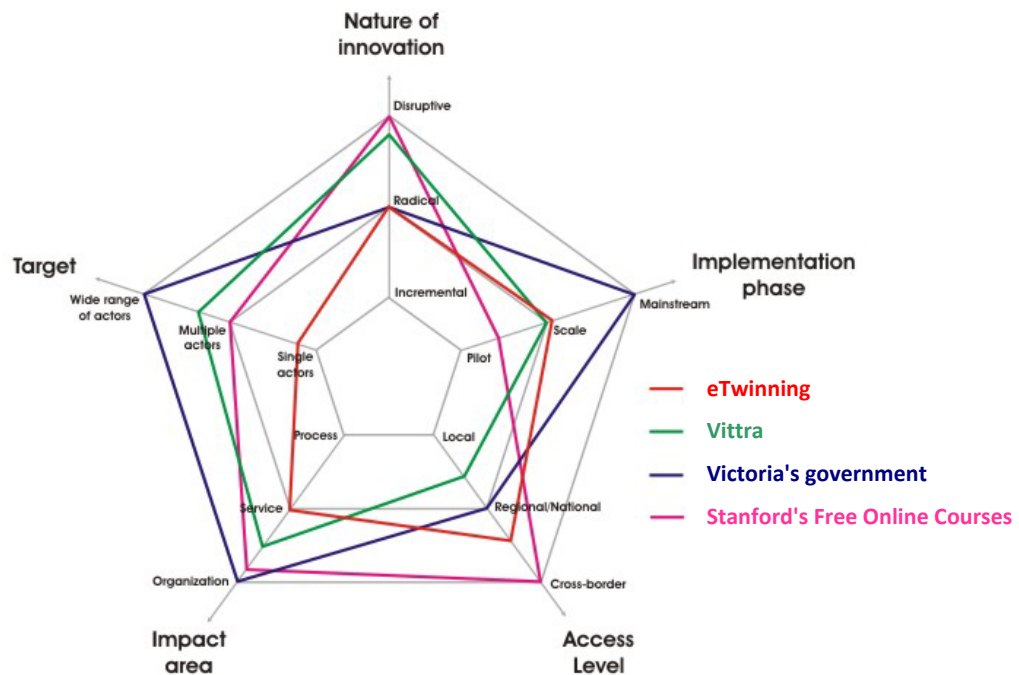 Nature of
innovation
Disruptive
Radical
Incremental
Target
Wide range
of actors
Multiple
actors
Single
actors
Implementation
phase
Mainstream
Scale
Pilot
eTwinning
Vittra
Victoria's government
Stanford's Free Online Courses
Process
Local
Service
Regional/National
Organization
Cross-border
Impact
area
Access
Level